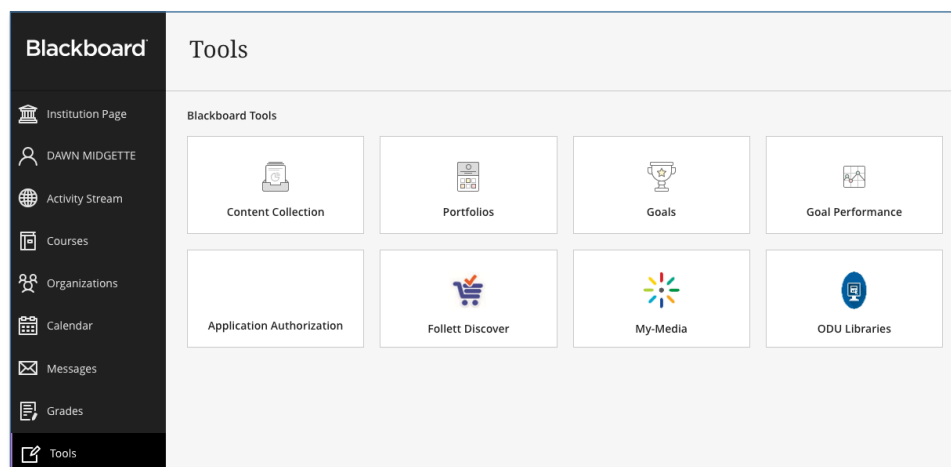 Blackboard
Institution Page
DAWN MIDGETTE
Activity Stream
Courses
Organizations
Calendar
Messages
Grades
Tools
Tools
Blackboard Tools
Content Collection
Portfolios
Goals
Goal Performance
Application Authorization
Follett Discover
My-Media
ODU Libraries